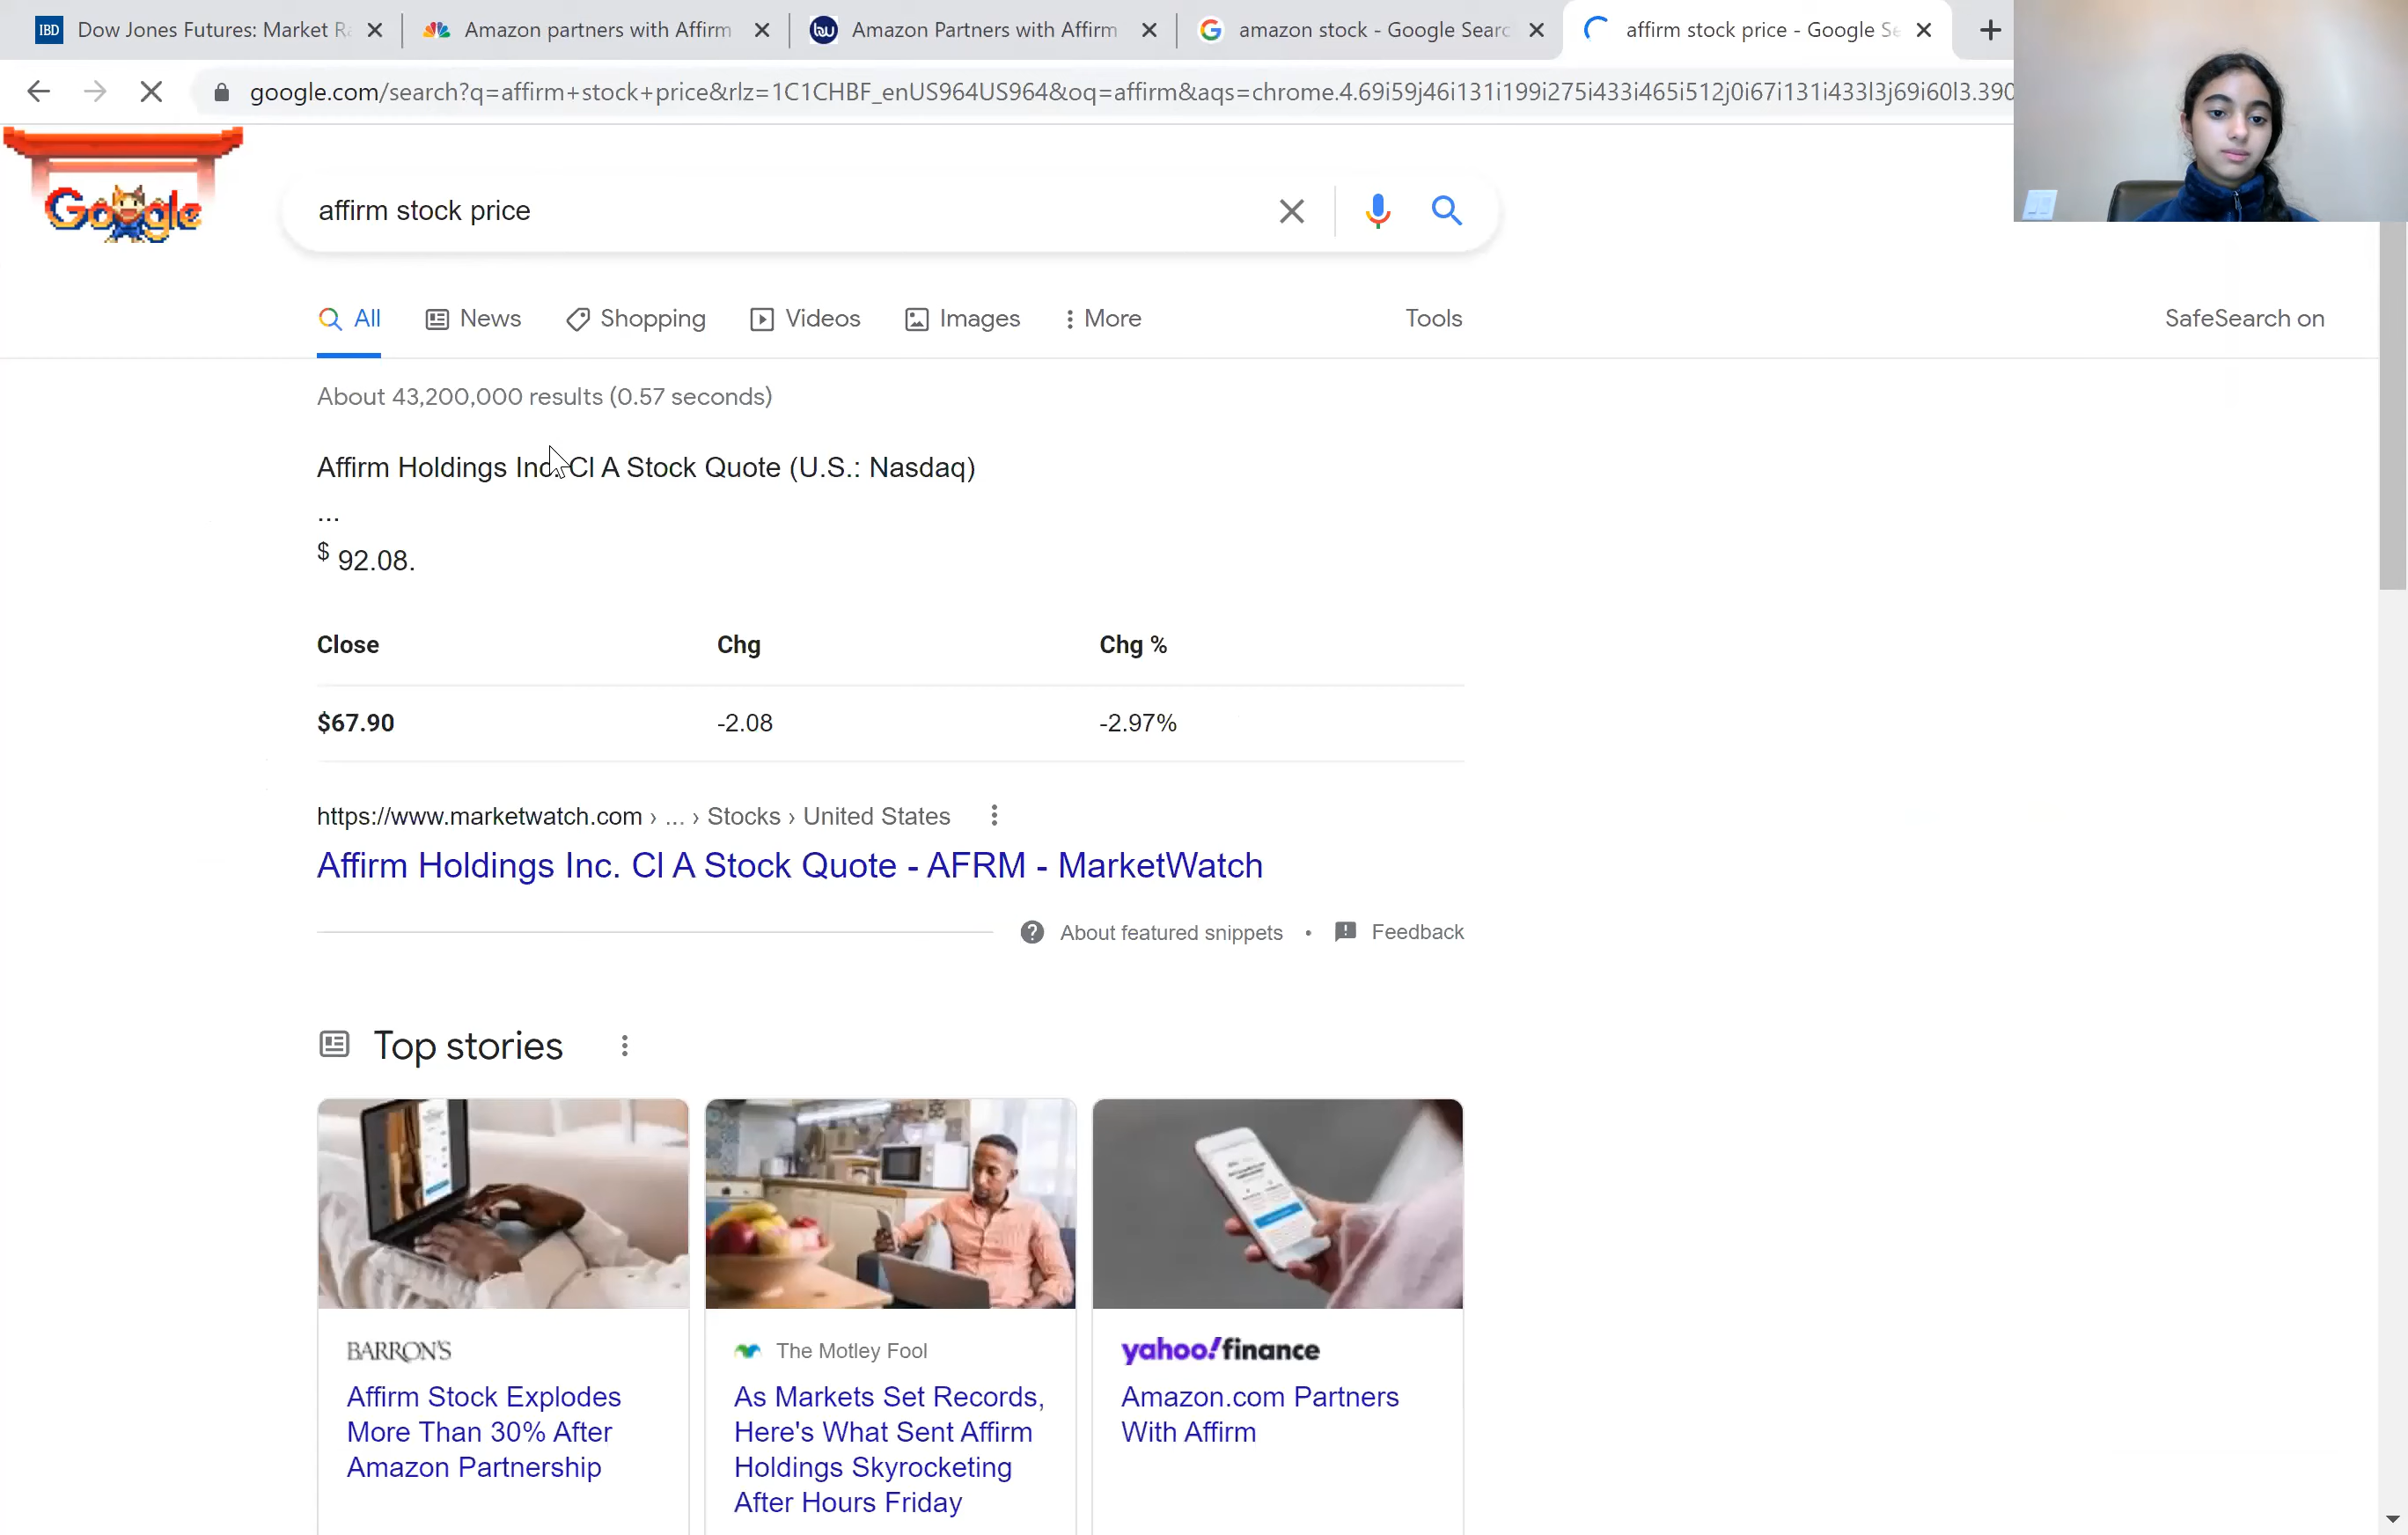 IBD Dow Jones Futures: Market Ra
Amazon partners with Affirm
bu Amazon Partners with Affirm
amazon stock - Google Searc
affirm stock price - Google Se
google.com/search?q=affirm+stock+price&rlz=1C1CHBF_enUS964US964&oq=affirm&aqs=chrome.4.69i59j46i131i199i275i433i465i512j0i67i131i433l3j69i60l3.390
Google
affirm stock price
All News Shopping Videos Images More Tools SafeSearch on
About 43,200,000 results (0.57 seconds)
Affirm Holdings Inc. Cl A Stock Quote (U.S.: Nasdaq)
...
$ 92.08.
Close Chg Chg %
$67.90 -2.08 -2.97%
https://www.marketwatch.com › ... › Stocks › United States
Affirm Holdings Inc. Cl A Stock Quote - AFRM - MarketWatch
About featured snippets • Feedback
Top stories
BARRON'S
Affirm Stock Explodes
More Than 30% After
Amazon Partnership
The Motley Fool
As Markets Set Records,
Here's What Sent Affirm
Holdings Skyrocketing
After Hours Friday
yahoo!finance
Amazon.com Partners
With Affirm